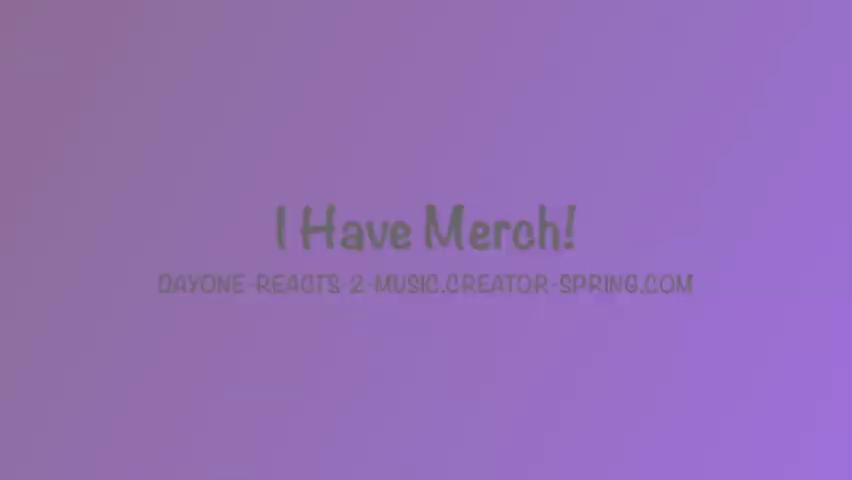 I Have Merch!
DAYONE-REACTS-2-MUSIC.CREATOR-SPRING.COM